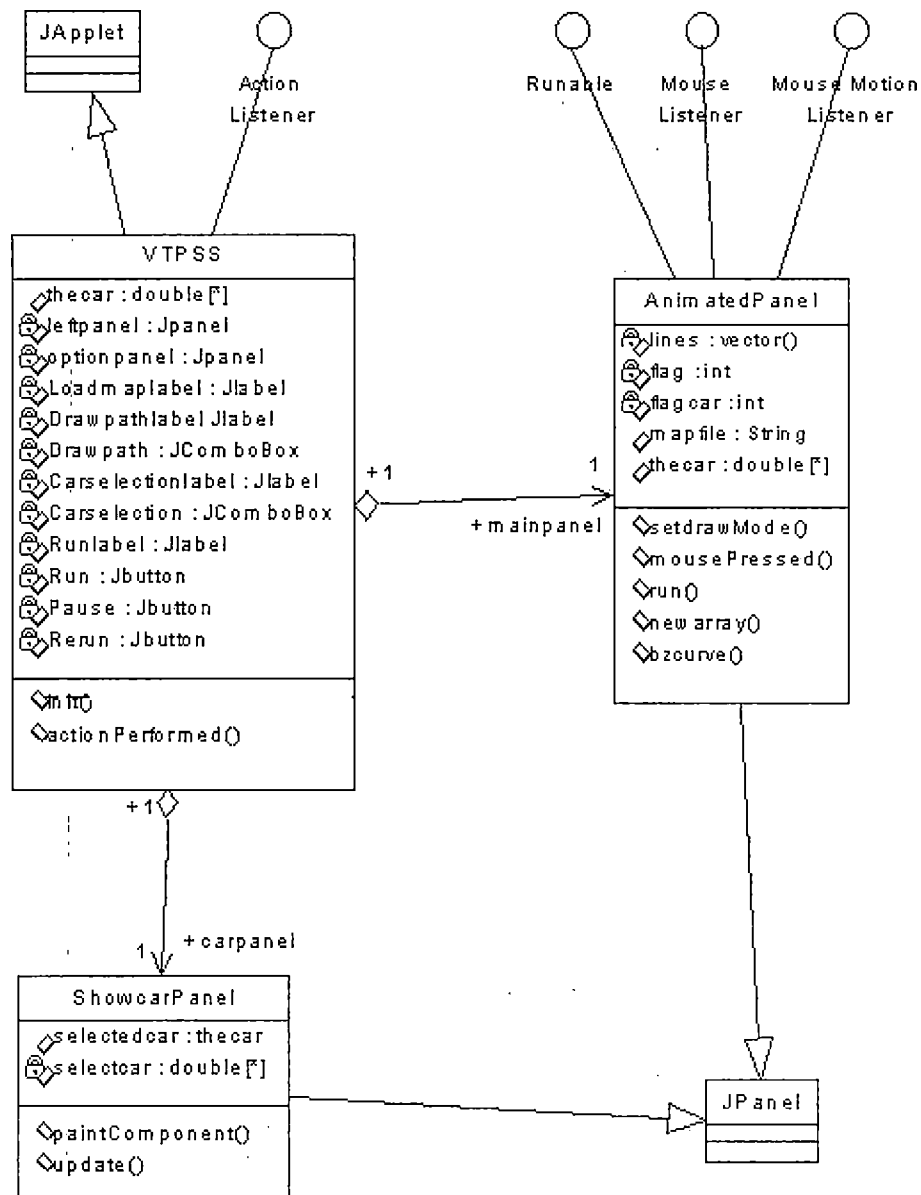 JApplet
Action
Listener
Runable
Mouse
Listener
Mouse Motion
Listener
VTPSS
thecar : double [*]
leftpanel : Jpanel
optionpanel : Jpanel
Loadmaplabel : Jlabel
Drawpathlabel Jlabel
Drawpath : JComboBox
Carselectionlabel : Jlabel
Carselection : JComboBox
Runlabel : Jlabel
Run : Jbutton
Pause : Jbutton
Rerun : Jbutton
init()
actionPerformed()
+1
1
+mainpanel
AnimatedPanel
lines : vector()
flag : int
flagcar : int
mapfile : String
thecar : double [*]
setdrawMode()
mousePressed()
run()
newarray()
bzcurve()
+1
1
+carpanel
ShowcarPanel
selectedcar : thecar
selectcar : double [*]
paintComponent()
update()
JPanel